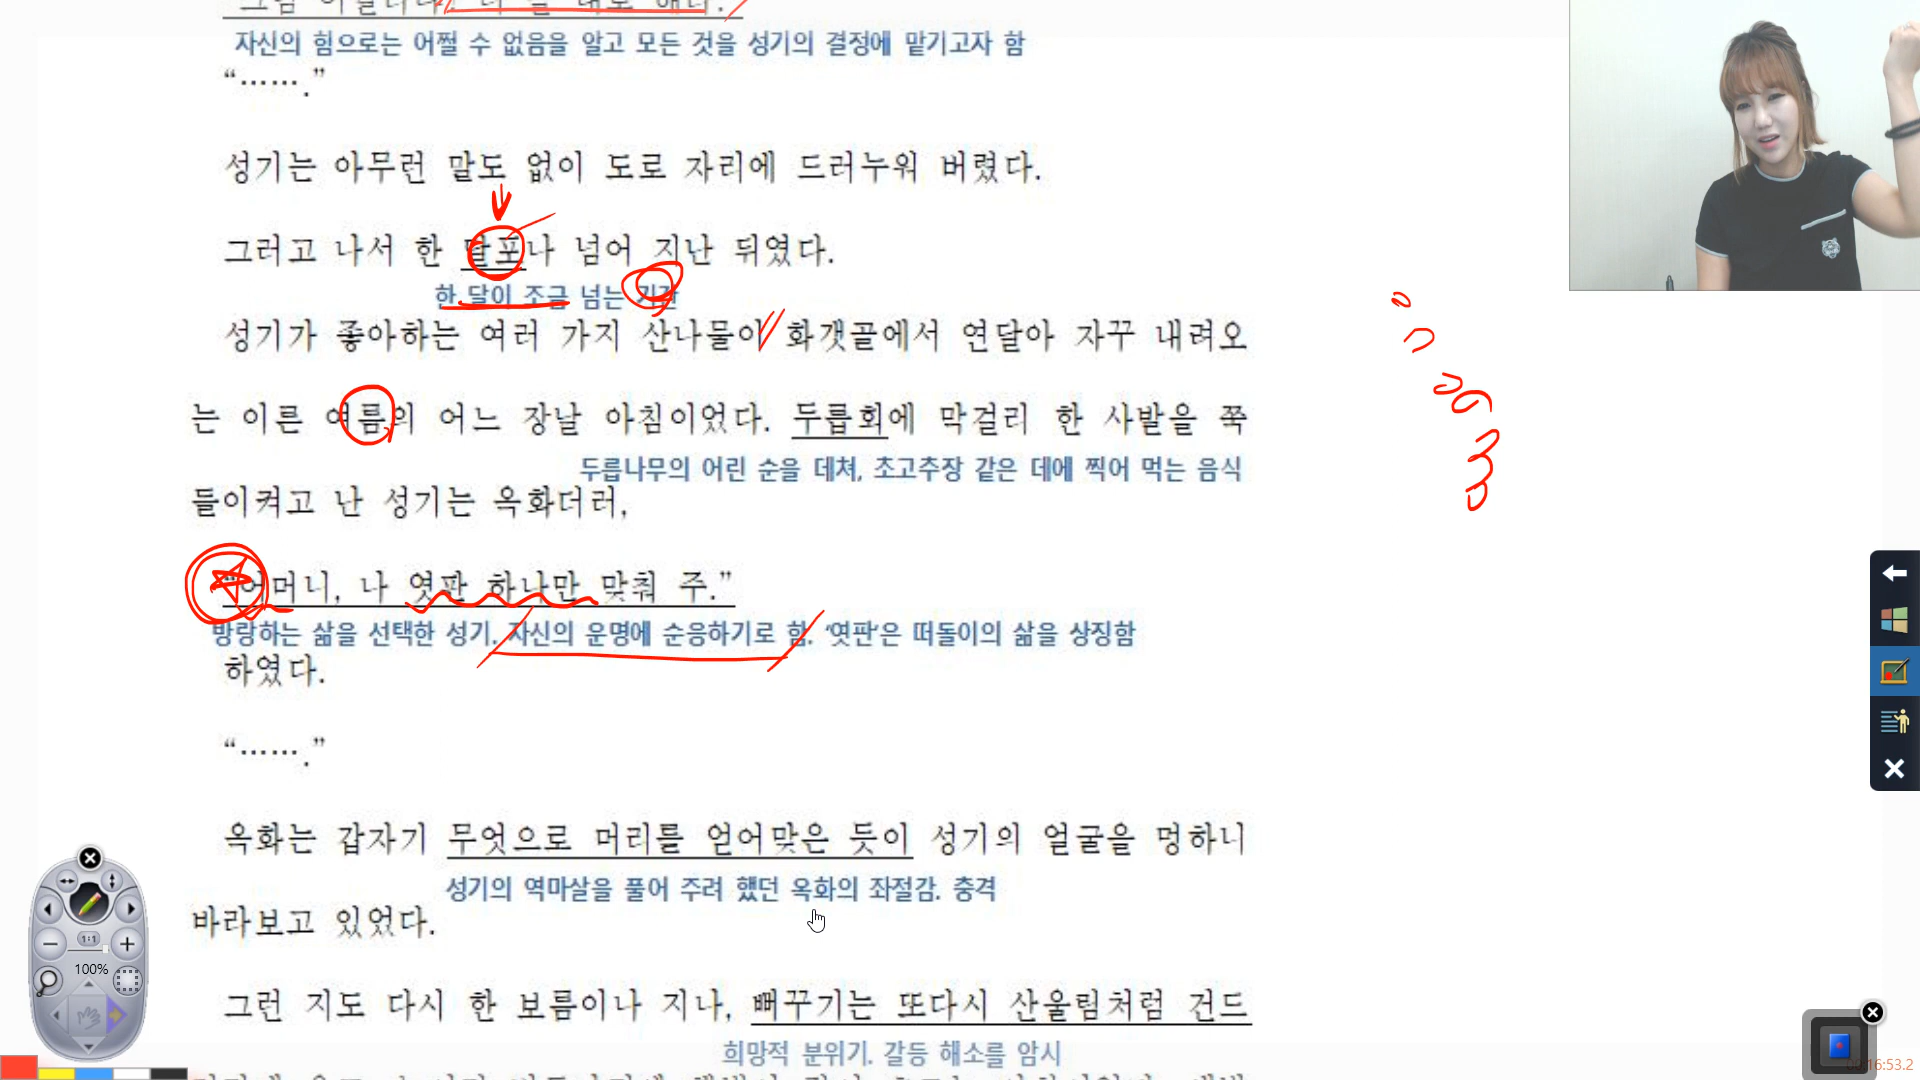 자신의 힘으로는 어쩔 수 없음을 알고 모든 것을 성기의 결정에 맡기고자 함
“…….”
성기는 아무런 말도 없이 도로 자리에 드러누워 버렸다.
그러고 나서 한 달포나 넘어 지난 뒤였다.
한 달이 조금 넘는 기간
성기가 좋아하는 여러 가지 산나물이 화갯골에서 연달아 자꾸 내려오
는 이른 여름의 어느 장날 아침이었다. 두릅회에 막걸리 한 사발을 쭉
두릅나무의 어린 순을 데쳐, 초고추장 같은 데에 찍어 먹는 음식
들이켜고 난 성기는 옥화더러,
“어머니, 나 엿판 하나만 맞춰 주.”
방랑하는 삶을 선택한 성기. 자신의 운명에 순응하기로 함. ‘엿판’은 떠돌이의 삶을 상징함
하였다.
“…….”
옥화는 갑자기 무엇으로 머리를 얻어맞은 듯이 성기의 얼굴을 멍하니
성기의 역마살을 풀어 주려 했던 옥화의 좌절감. 충격
바라보고 있었다.
그런 지도 다시 한 보름이나 지나, 뻐꾸기는 또다시 산울림처럼 건드
희망적 분위기. 갈등 해소를 암시
1:1
100%
16:53.2